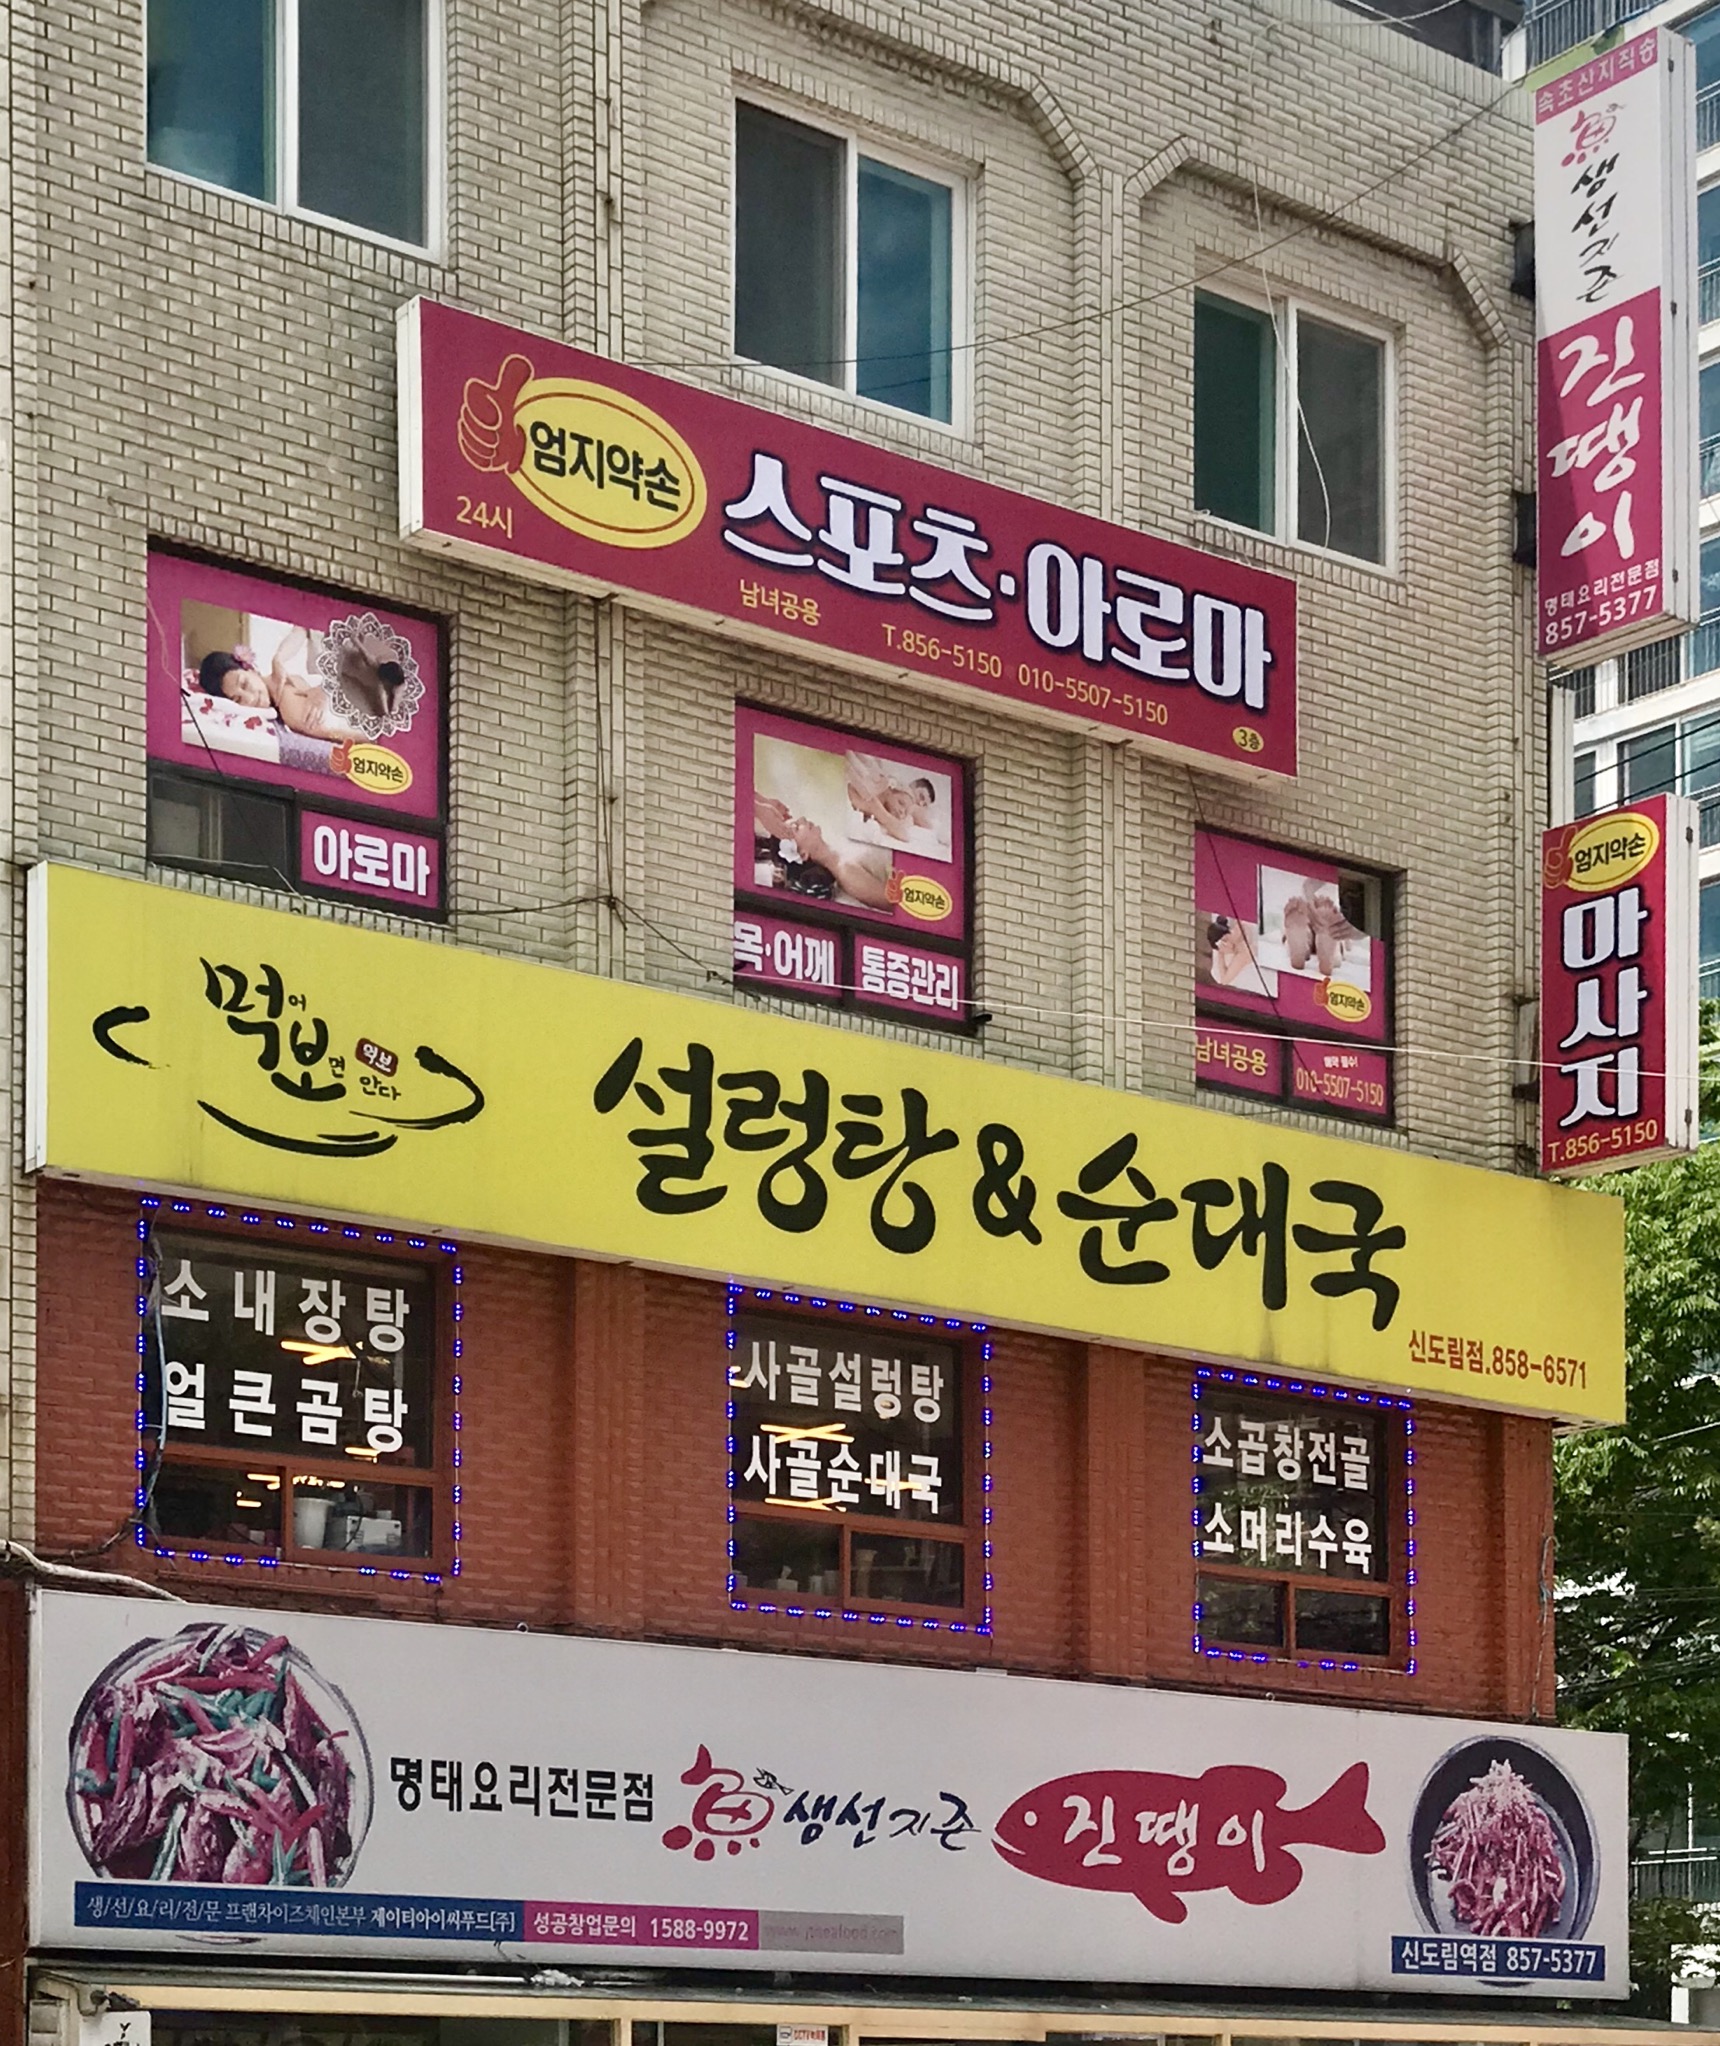 속초산지직송
생선지존
진땡이
명태요리전문점
857-5377
엄지약손
24시
스포츠·아로마
남녀공용
T.856-5150 010-5507-5150
3층
엄지약손
아로마
엄지약손
목·어깨
통증관리
엄지약손
남녀공용
010-5507-5150
엄지약손
마사지
T.856-5150
먹어보면 안다
먹보
설렁탕&순대국
신도림점.858-6571
소내장탕
얼큰곰탕
사골설렁탕
사골순대국
소곱창전골
소머리수육
명태요리전문점 생선지존 진땡이
생/선/요/리/전/문 프랜차이즈체인본부 제이티아이씨푸드[주] 성공창업문의 1588-9972
신도림역점 857-5377